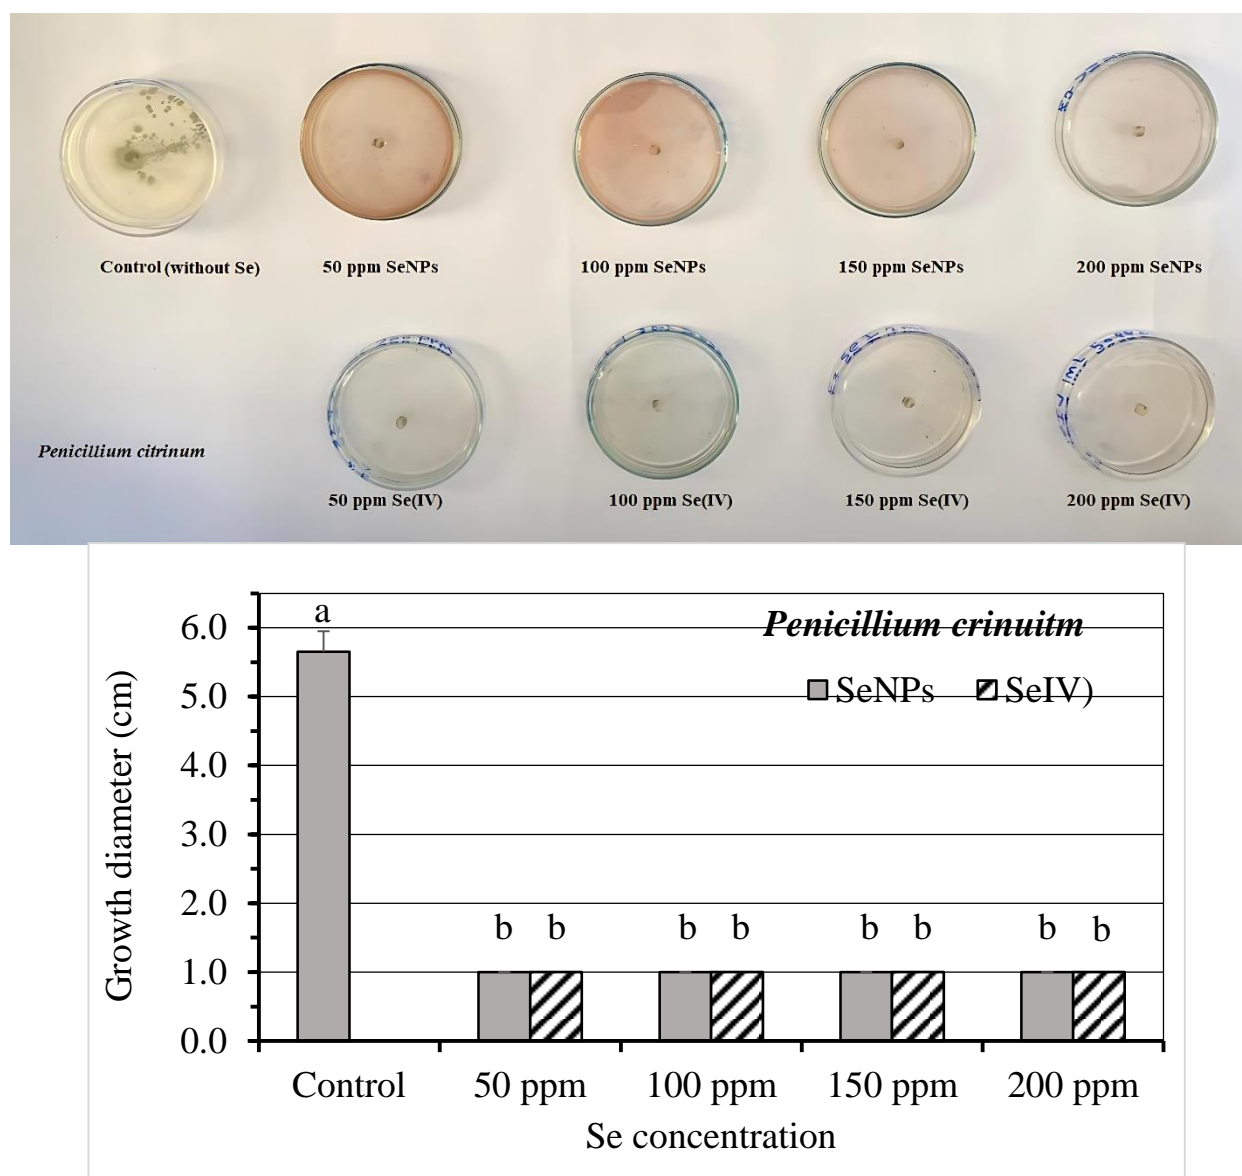 Control (without Se)
50 ppm SeNPs
100 ppm SeNPs
150 ppm SeNPs
200 ppm SeNPs
Penicillium citrinum
50 ppm Se(IV)
100 ppm Se(IV)
150 ppm Se(IV)
200 ppm Se(IV)
Penicillium crinuitm
SeNPs
SeIV)
Growth diameter (cm)
6.0
5.0
4.0
3.0
2.0
1.0
0.0
a
b b b b b b b b
Control 50 ppm 100 ppm 150 ppm 200 ppm
Se concentration